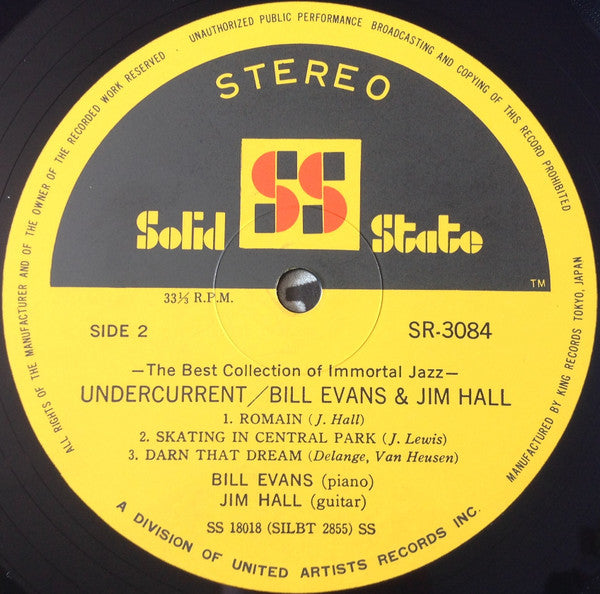 ALL RIGHTS OF THE MANUFACTURER AND OF THE OWNER OF THE RECORDED WORK RESERVED UNAUTHORIZED PUBLIC PERFORMANCE BROADCASTING AND COPYING OF THIS RECORD PROHIBITED
STEREO
SS
Solid State
TM
33⅓ R.P.M.
SIDE 2 SR-3084
—The Best Collection of Immortal Jazz—
UNDERCURRENT/BILL EVANS & JIM HALL
1. ROMAIN (J. Hall)
2. SKATING IN CENTRAL PARK (J. Lewis)
3. DARN THAT DREAM (Delange, Van Heusen)
BILL EVANS (piano)
JIM HALL (guitar)
SS 18018 (SILBT 2855) SS
A DIVISION OF UNITED ARTISTS RECORDS INC.
MANUFACTURED BY KING RECORDS TOKYO, JAPAN